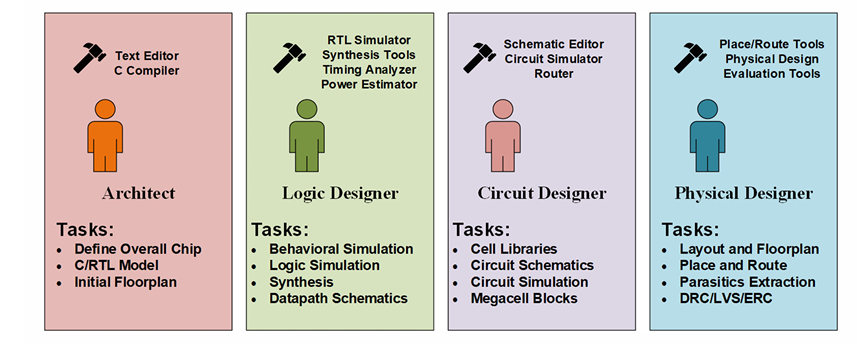 Text Editor
C Compiler
Architect
Tasks:
• Define Overall Chip
• C/RTL Model
• Initial Floorplan
RTL Simulator
Synthesis Tools
Timing Analyzer
Power Estimator
Logic Designer
Tasks:
• Behavioral Simulation
• Logic Simulation
• Synthesis
• Datapath Schematics
Schematic Editor
Circuit Simulator
Router
Circuit Designer
Tasks:
• Cell Libraries
• Circuit Schematics
• Circuit Simulation
• Megacell Blocks
Place/Route Tools
Physical Design
Evaluation Tools
Physical Designer
Tasks:
• Layout and Floorplan
• Place and Route
• Parasitics Extraction
• DRC/LVS/ERC